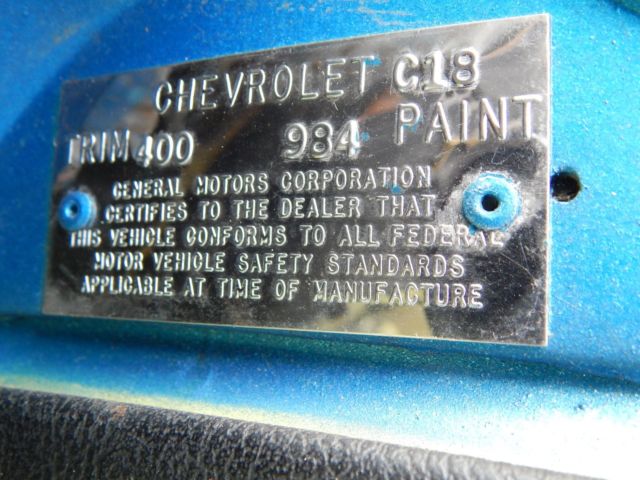 CHEVROLET C18
TRIM 400 984 PAINT
GENERAL MOTORS CORPORATION
CERTIFIES TO THE DEALER THAT
THIS VEHICLE CONFORMS TO ALL FEDERAL
MOTOR VEHICLE SAFETY STANDARDS
APPLICABLE AT TIME OF MANUFACTURE